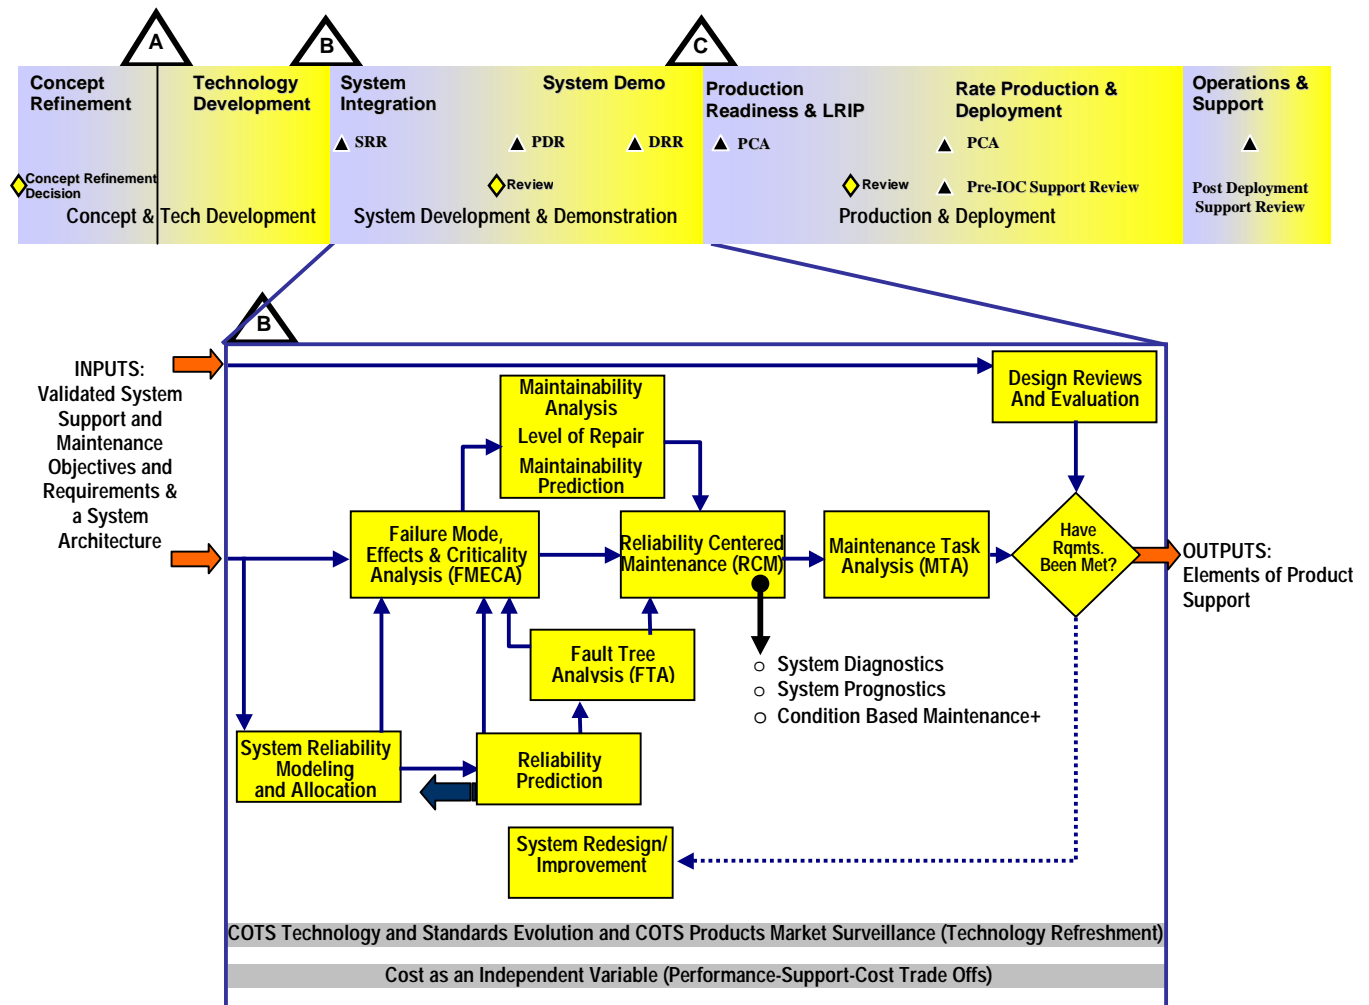 A
B
C
Concept
Refinement
Technology
Development
System
Integration
System Demo
Production
Readiness & LRIP
Rate Production &
Deployment
Operations &
Support
SRR
PDR
DRR
PCA
PCA
Concept Refinement
Decision
Review
Review
Pre-IOC Support Review
Post Deployment
Support Review
Concept & Tech Development
System Development & Demonstration
Production & Deployment
B
INPUTS:
Validated System
Support and
Maintenance
Objectives and
Requirements &
a System
Architecture
Design Reviews
And Evaluation
Maintainability
Analysis
Level of Repair
Maintainability
Prediction
Failure Mode,
Effects & Criticality
Analysis (FMECA)
Reliability Centered
Maintenance (RCM)
Maintenance Task
Analysis (MTA)
Have
Rqmts.
Been Met?
OUTPUTS:
Elements of Product
Support
Fault Tree
Analysis (FTA)
o System Diagnostics
o System Prognostics
o Condition Based Maintenance+
System Reliability
Modeling
and Allocation
Reliability
Prediction
System Redesign/
Improvement
COTS Technology and Standards Evolution and COTS Products Market Surveillance (Technology Refreshment)
Cost as an Independent Variable (Performance-Support-Cost Trade Offs)